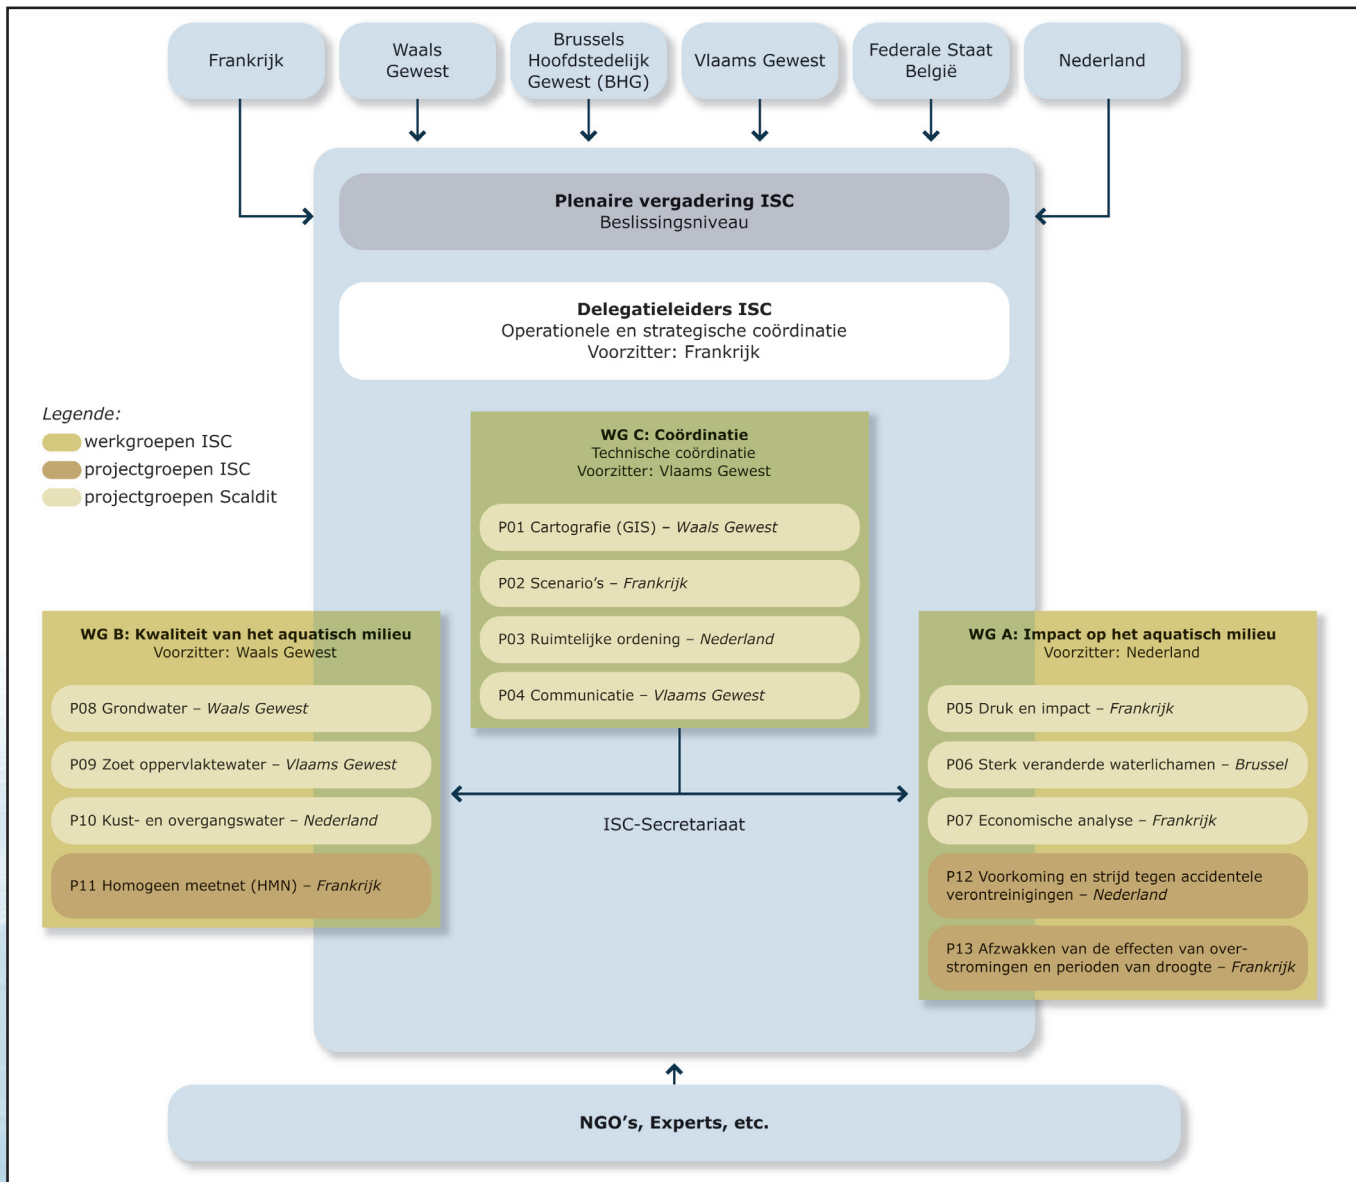 Frankrijk
Waals
Gewest
Brussels
Hoofdstedelijk
Gewest (BHG)
Vlaams Gewest
Federale Staat
België
Nederland
Plenaire vergadering ISC
Beslissingsniveau
Delegatieleiders ISC
Operationele en strategische coördinatie
Voorzitter: Frankrijk
Legende:
werkgroepen ISC
projectgroepen ISC
projectgroepen Scaldit
WG C: Coördinatie
Technische coördinatie
Voorzitter: Vlaams Gewest
P01 Cartografie (GIS) – Waals Gewest
P02 Scenario’s – Frankrijk
P03 Ruimtelijke ordening – Nederland
P04 Communicatie – Vlaams Gewest
WG B: Kwaliteit van het aquatisch milieu
Voorzitter: Waals Gewest
P08 Grondwater – Waals Gewest
P09 Zoet oppervlaktewater – Vlaams Gewest
P10 Kust- en overgangswater – Nederland
P11 Homogeen meetnet (HMN) – Frankrijk
WG A: Impact op het aquatisch milieu
Voorzitter: Nederland
P05 Druk en impact – Frankrijk
P06 Sterk veranderde waterlichamen – Brussel
P07 Economische analyse – Frankrijk
P12 Voorkoming en strijd tegen accidentele
verontreinigingen – Nederland
P13 Afzwakken van de effecten van over-
stromingen en perioden van droogte – Frankrijk
ISC-Secretariaat
NGO’s, Experts, etc.